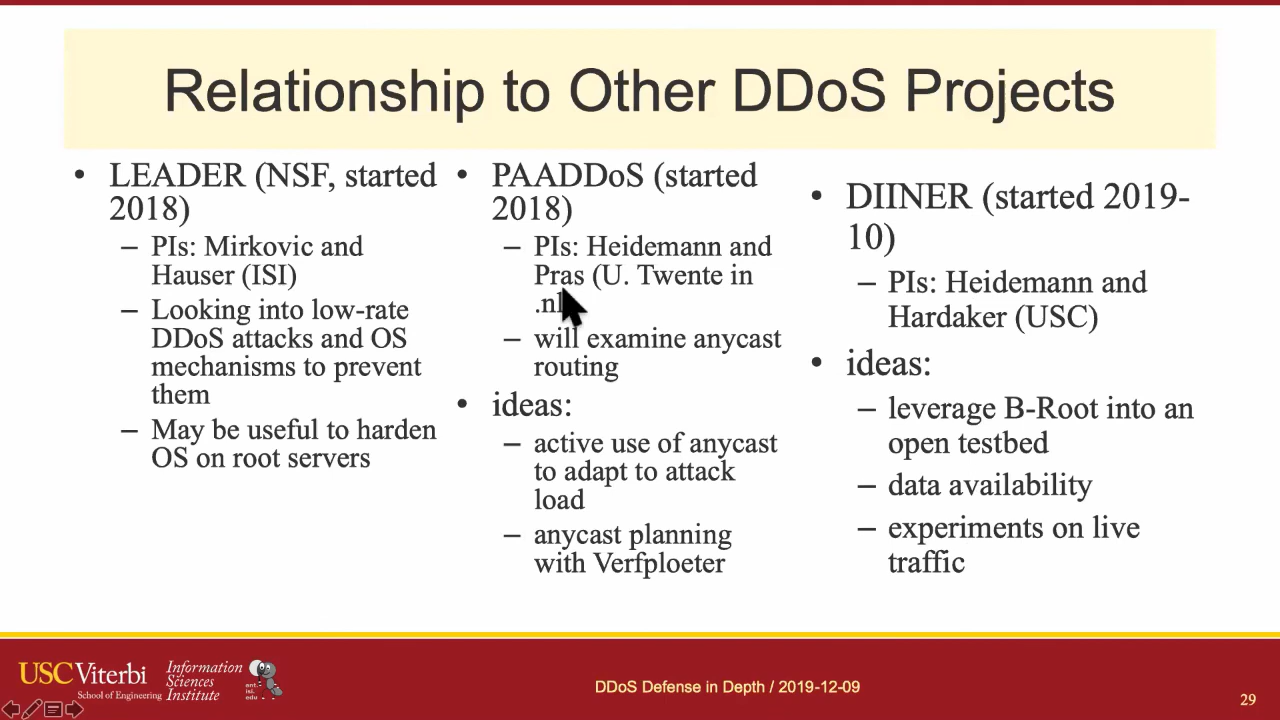 Relationship to Other DDoS Projects
• LEADER (NSF, started
2018)
– PIs: Mirkovic and
Hauser (ISI)
– Looking into low-rate
DDoS attacks and OS
mechanisms to prevent
them
– May be useful to harden
OS on root servers
• PAADDoS (started
2018)
– PIs: Heidemann and
Pras (U. Twente in
– will examine anycast
routing
• ideas:
– active use of anycast
to adapt to attack
load
– anycast planning
with Verfploeter
• DIINER (started 2019-
10)
– PIs: Heidemann and
Hardaker (USC)
• ideas:
– leverage B-Root into an
open testbed
– data availability
– experiments on live
traffic
USC Viterbi
School of Engineering
Information
Sciences
Institute
ant.
isi.
edu
DDoS Defense in Depth / 2019-12-09
29